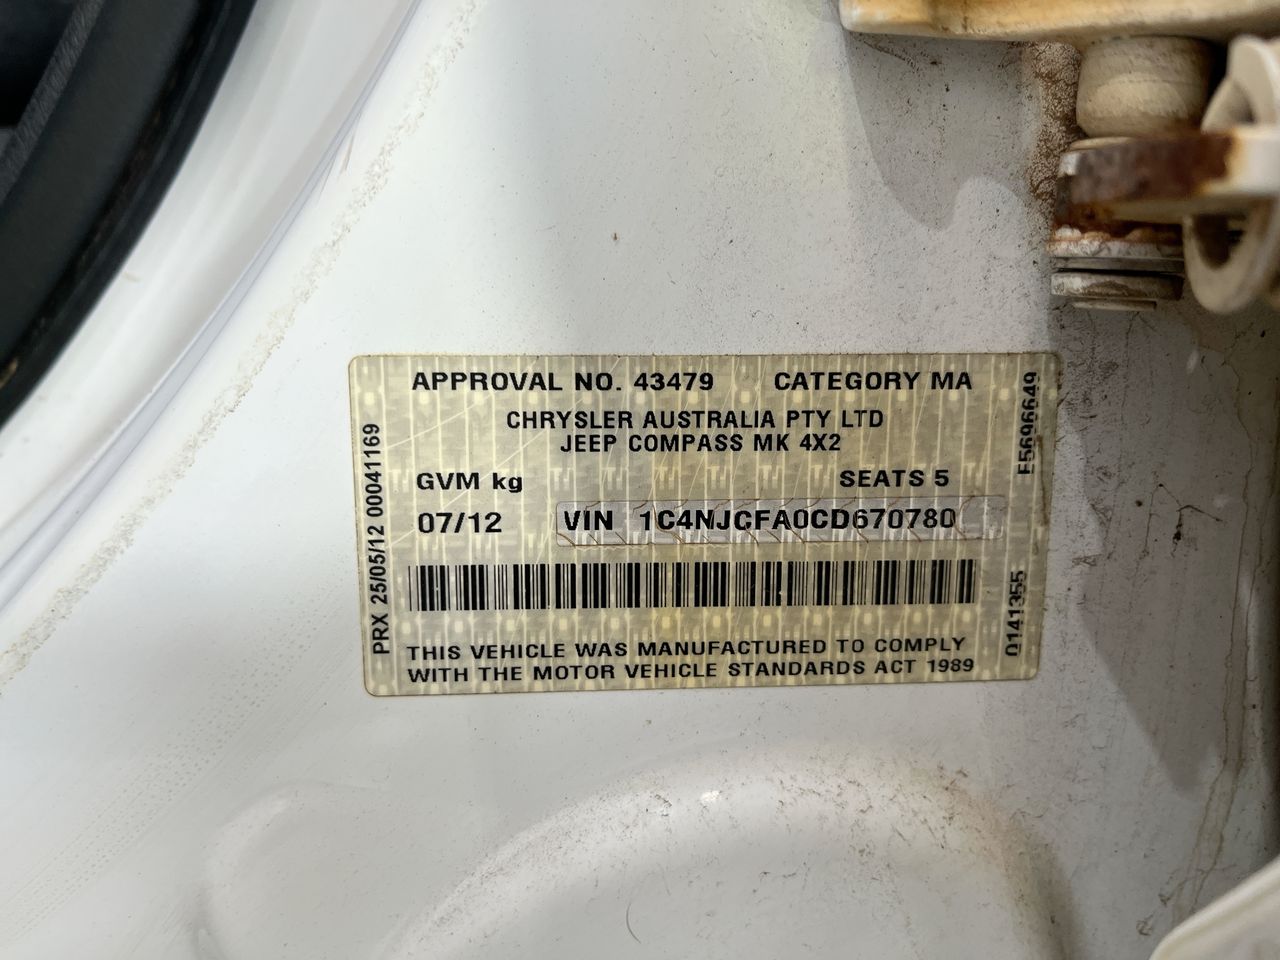 APPROVAL NO. 43479 CATEGORY MA
CHRYSLER AUSTRALIA PTY LTD
JEEP COMPASS MK 4X2
GVM kg SEATS 5
07/12 VIN 1C4NJCFA0CD670780
THIS VEHICLE WAS MANUFACTURED TO COMPLY
WITH THE MOTOR VEHICLE STANDARDS ACT 1989
PRX 25/05/12 00041169
E5696649
D141355